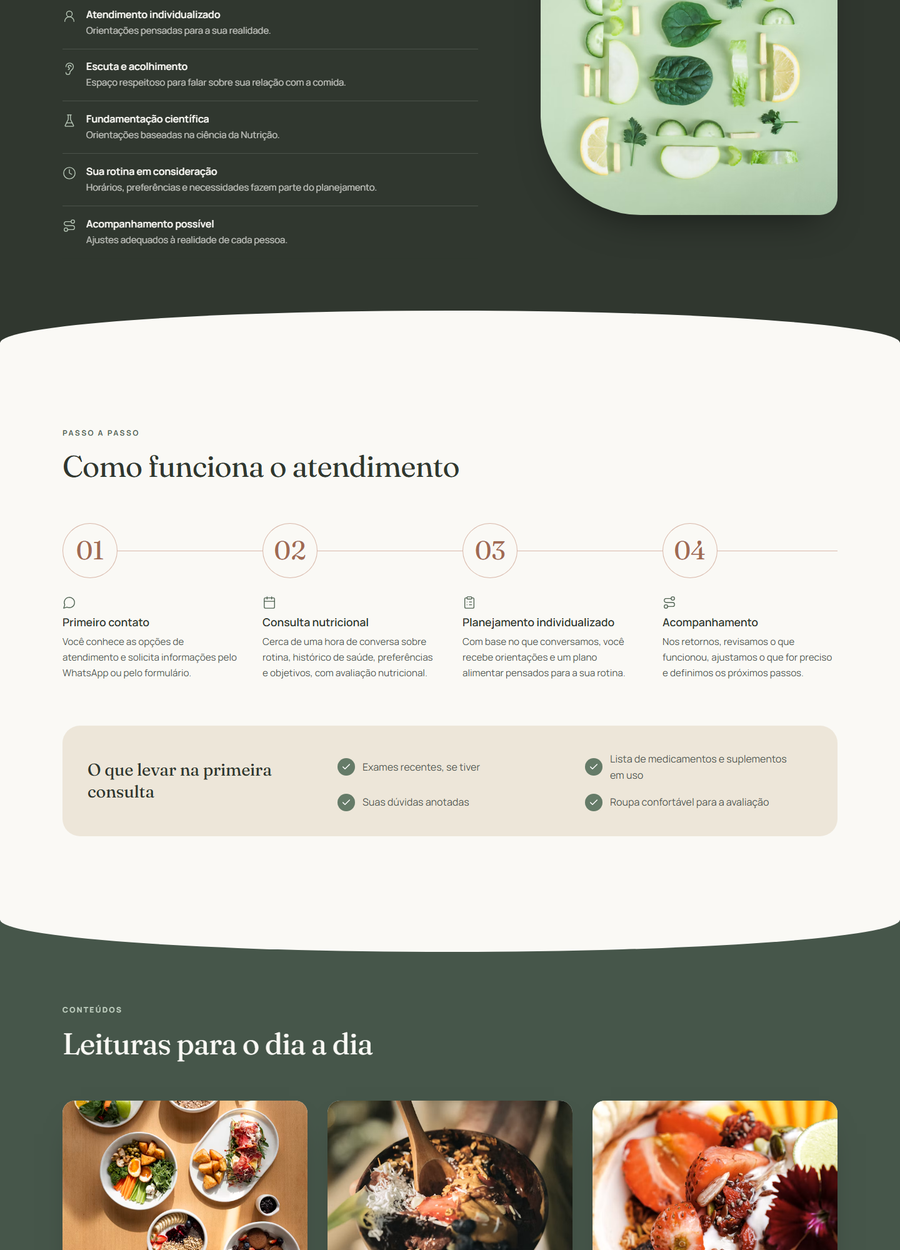 Atendimento individualizado
Orientações pensadas para a sua realidade.
Escuta e acolhimento
Espaço respeitoso para falar sobre sua relação com a comida.
Fundamentação científica
Orientações baseadas na ciência da Nutrição.
Sua rotina em consideração
Horários, preferências e necessidades fazem parte do planejamento.
Acompanhamento possível
Ajustes adequados à realidade de cada pessoa.
PASSO A PASSO
Como funciona o atendimento
01
Primeiro contato
Você conhece as opções de
atendimento e solicita informações pelo
WhatsApp ou pelo formulário.
02
Consulta nutricional
Cerca de uma hora de conversa sobre
rotina, histórico de saúde, preferências
e objetivos, com avaliação nutricional.
03
Planejamento individualizado
Com base no que conversamos, você
recebe orientações e um plano
alimentar pensados para a sua rotina.
04
Acompanhamento
Nos retornos, revisamos o que
funcionou, ajustamos o que for preciso
e definimos os próximos passos.
O que levar na primeira
consulta
Exames recentes, se tiver
Lista de medicamentos e suplementos
em uso
Suas dúvidas anotadas
Roupa confortável para a avaliação
CONTEÚDOS
Leituras para o dia a dia